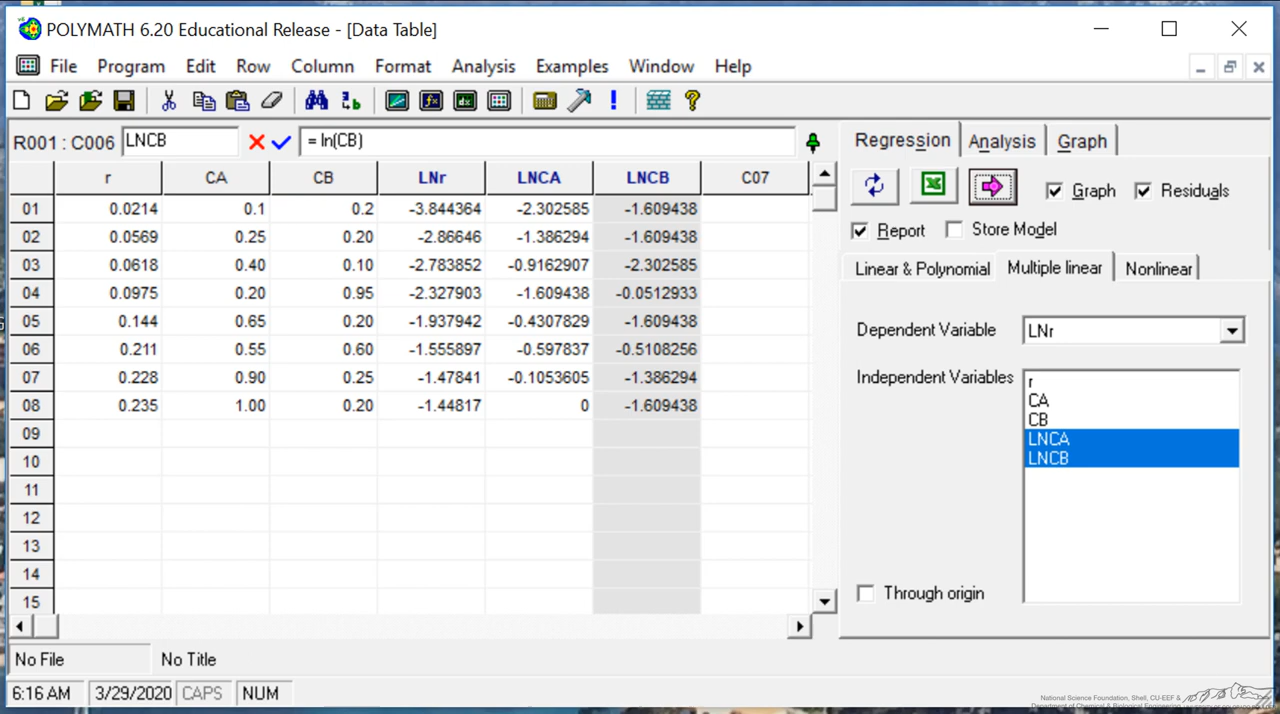 POLYMATH 6.20 Educational Release - [Data Table]
File Program Edit Row Column Format Analysis Examples Window Help
R001 : C006 LNCB = ln(CB)
Regression Analysis Graph
Graph Residuals
Report Store Model
Linear & Polynomial Multiple linear Nonlinear
r CA CB LNr LNCA LNCB C07
01 0.0214 0.1 0.2 -3.844364 -2.302585 -1.609438
02 0.0569 0.25 0.20 -2.86646 -1.386294 -1.609438
03 0.0618 0.40 0.10 -2.783852 -0.9162907 -2.302585
04 0.0975 0.20 0.95 -2.327903 -1.609438 -0.0512933
05 0.144 0.65 0.20 -1.937942 -0.4307829 -1.609438
06 0.211 0.55 0.60 -1.555897 -0.597837 -0.5108256
07 0.228 0.90 0.25 -1.47841 -0.1053605 -1.386294
08 0.235 1.00 0.20 -1.44817 0 -1.609438
09
10
11
12
13
14
15
Dependent Variable LNr
Independent Variables
r
CA
CB
LNCA
LNCB
Through origin
No File No Title
6:16 AM 3/29/2020 CAPS NUM
National Science Foundation, Shell, CU-EEF &
Department of Chemical & Biological Engineering